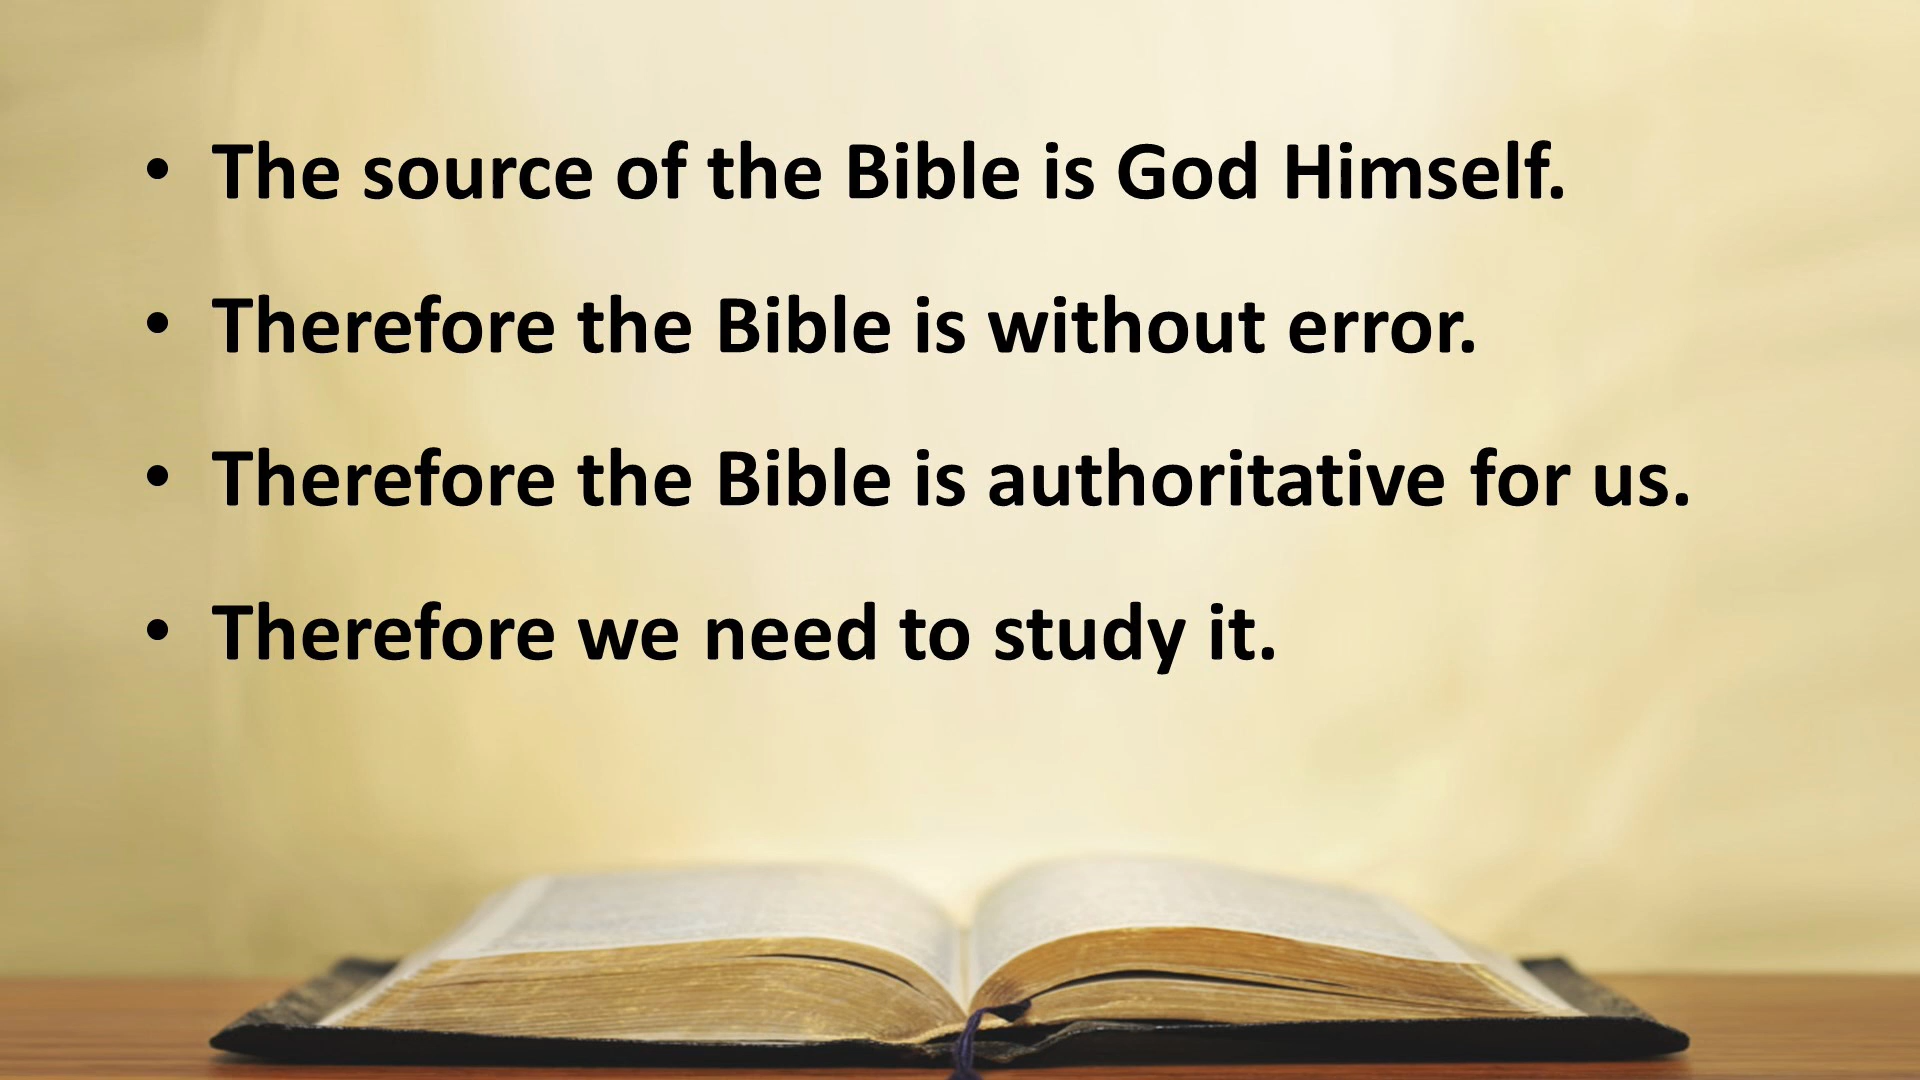 • The source of the Bible is God Himself.
• Therefore the Bible is without error.
• Therefore the Bible is authoritative for us.
• Therefore we need to study it.